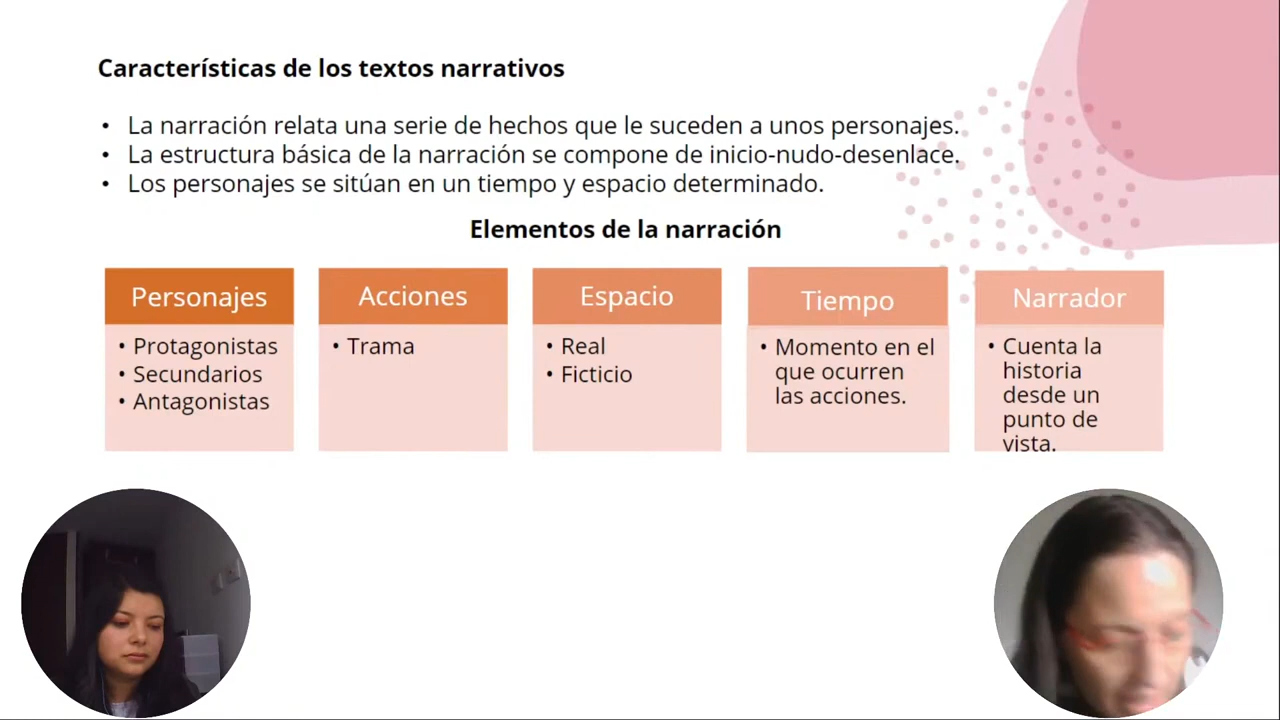 Características de los textos narrativos
• La narración relata una serie de hechos que le suceden a unos personajes.
• La estructura básica de la narración se compone de inicio-nudo-desenlace.
• Los personajes se sitúan en un tiempo y espacio determinado.
Elementos de la narración
Personajes
• Protagonistas
• Secundarios
• Antagonistas
Acciones
• Trama
Espacio
• Real
• Ficticio
Tiempo
• Momento en el
que ocurren
las acciones.
Narrador
• Cuenta la
historia
desde un
punto de
vista.